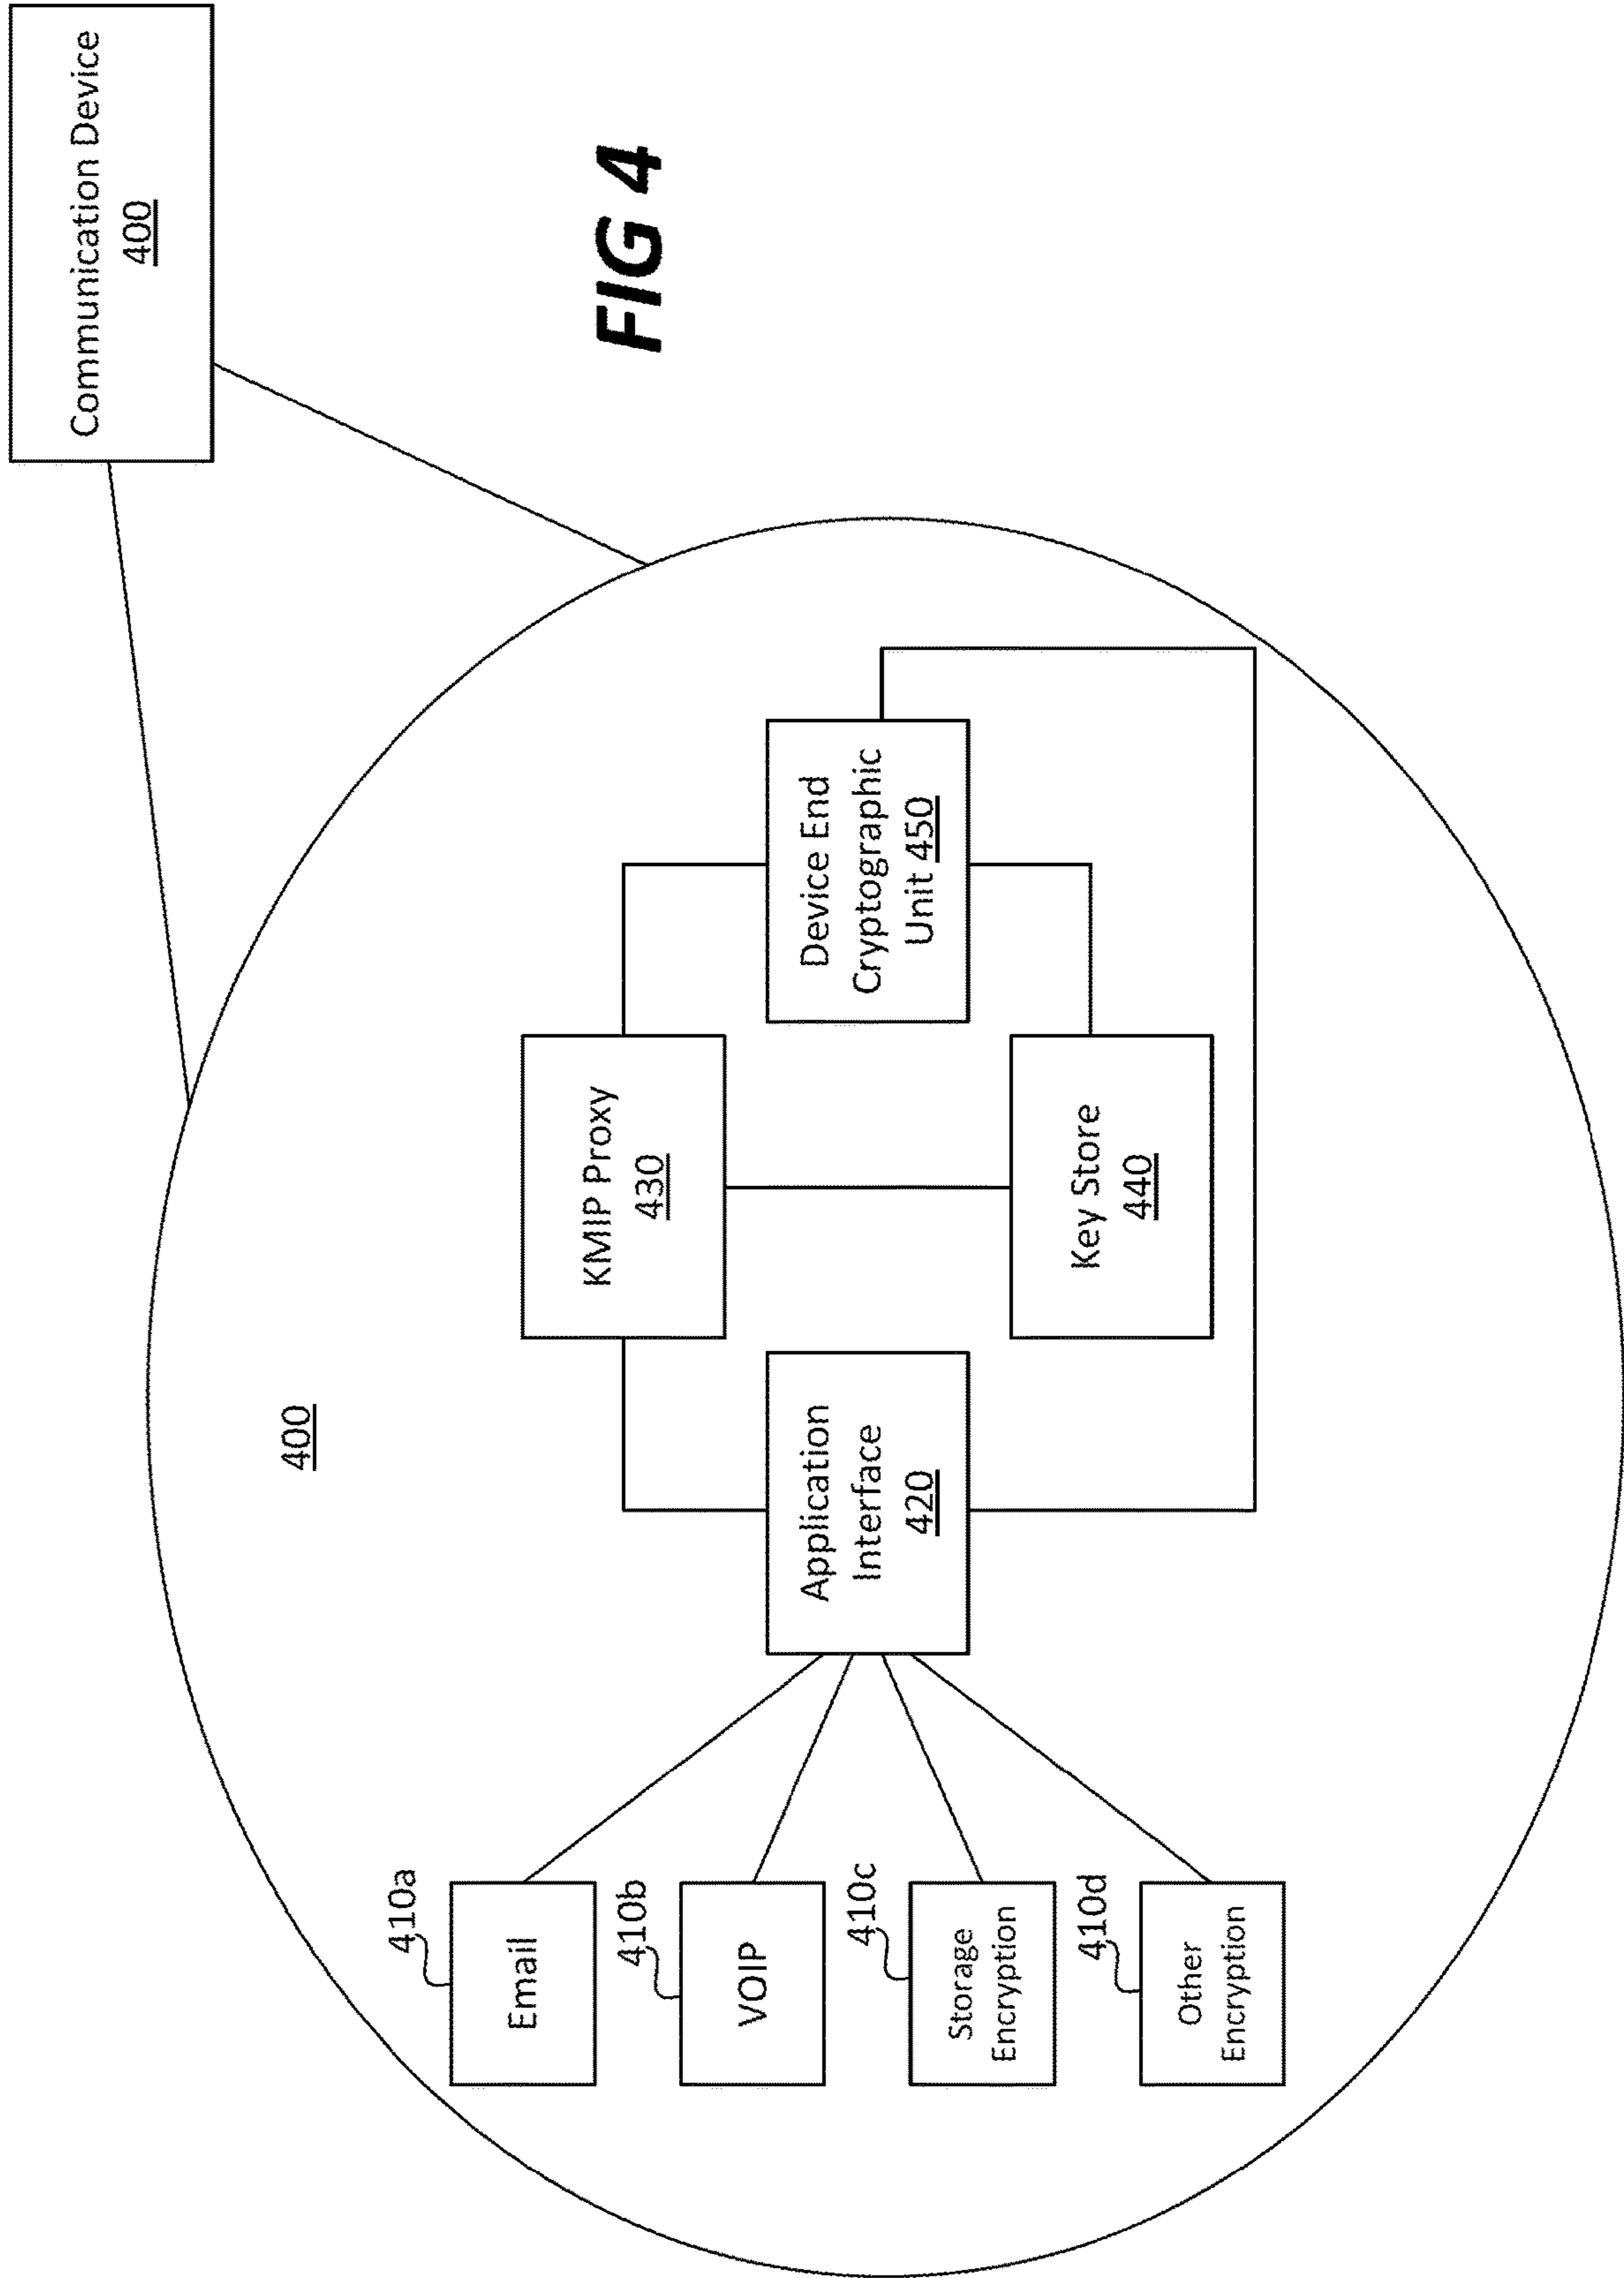 Communication Device
400
400
KMIP Proxy
430
Application
Interface
420
Device End
Cryptographic
Unit 450
Key Store
440
410a
Email
410b
VOIP
410c
Storage
Encryption
410d
Other
Encryption
FIG 4